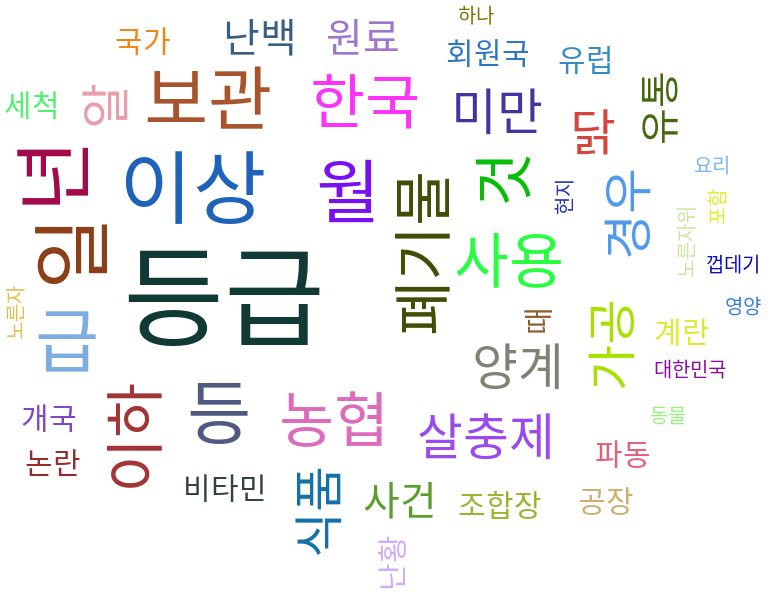 하나
국가
난백
원료
회원국
유럽
세척
알
보관
한국
미만
닭
유통
년
이상
월
것
현지
경우
요리
포함
노른자위
일
폐기물
사용
껍데기
노른자
등급
때
영양
급
양계
가공
계란
대한민국
개국
이하
등
농협
살충제
동물
논란
비타민
파동
식품
사건
조합장
공장
난황